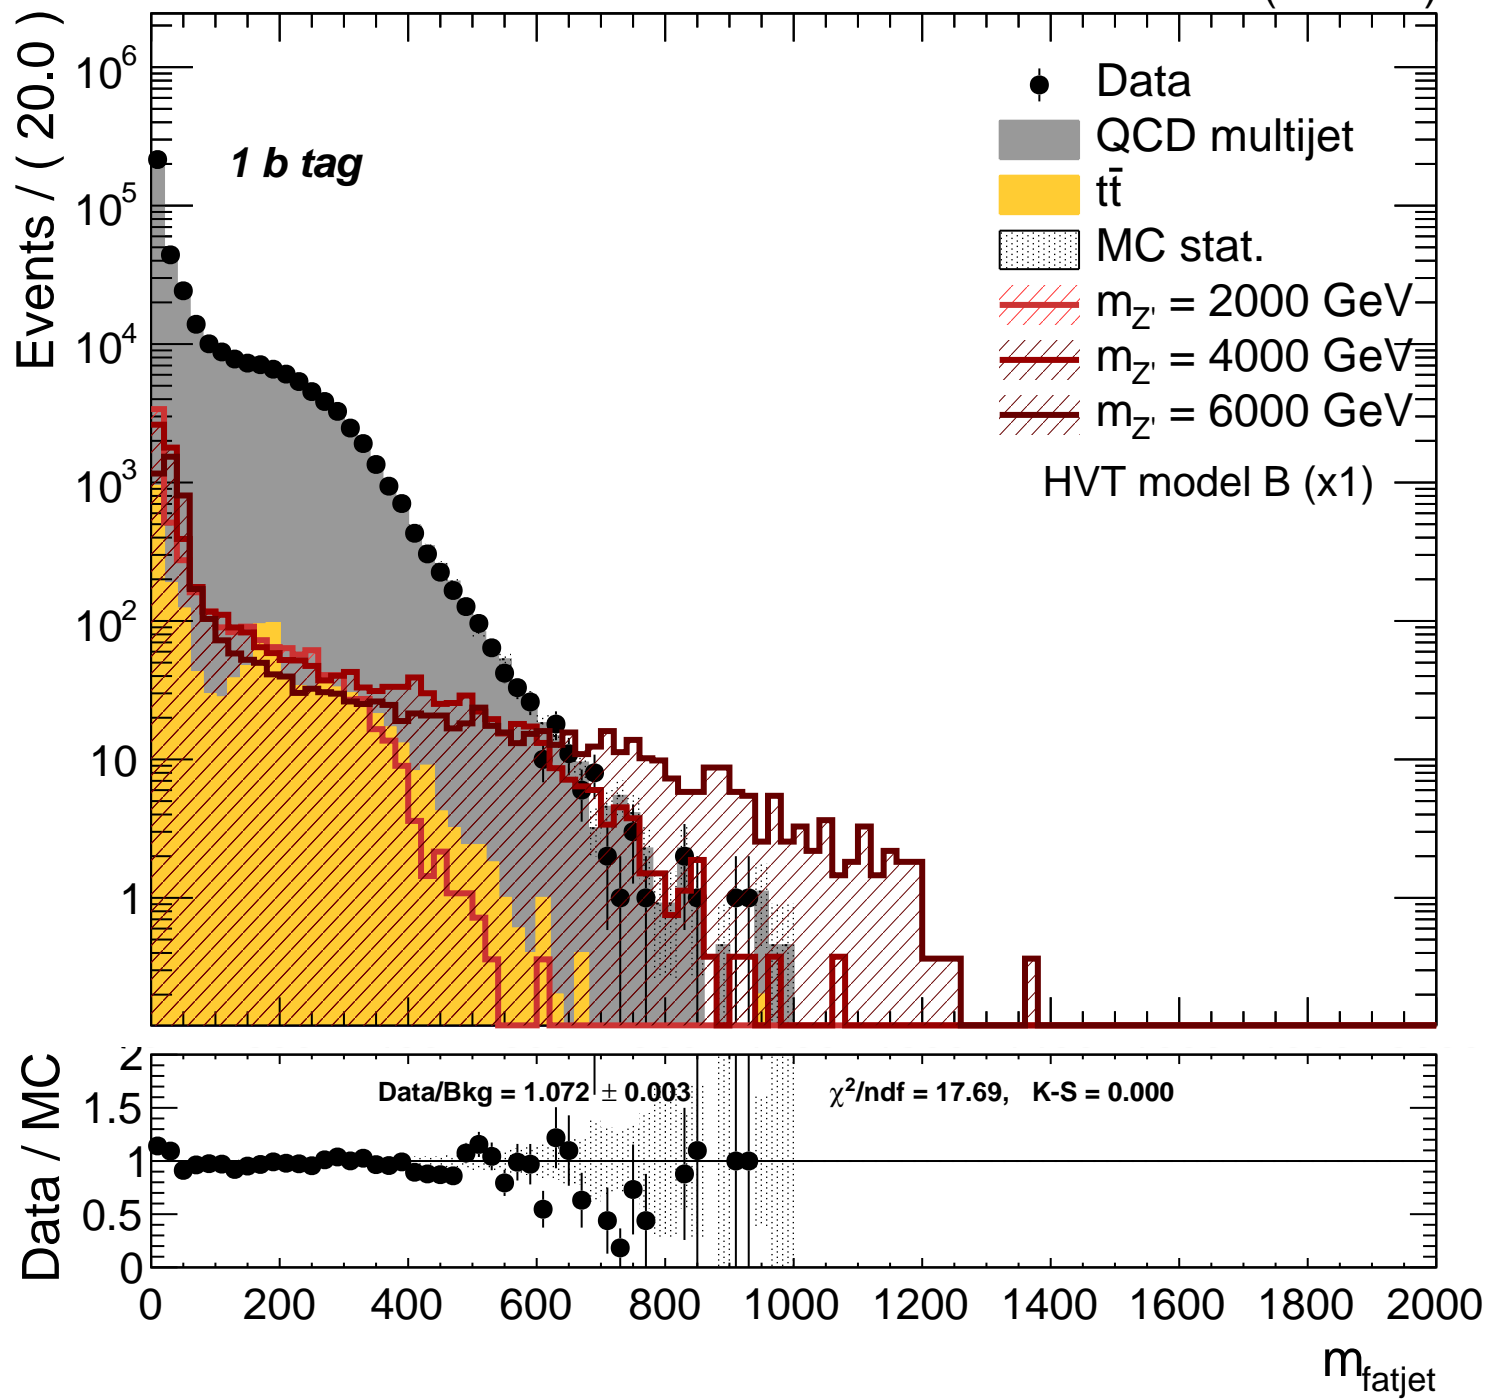 Events / ( 20.0 )
10^6
10^5
10^4
10^3
10^2
10
1
1 b tag
Data
QCD multijet
tt̄
MC stat.
m_Z' = 2000 GeV
m_Z' = 4000 GeV
m_Z' = 6000 GeV
HVT model B (x1)
Data / MC
2
1.5
1
0.5
0
Data/Bkg = 1.072 ± 0.003
χ²/ndf = 17.69, K-S = 0.000
0 200 400 600 800 1000 1200 1400 1600 1800 2000
m_fatjet